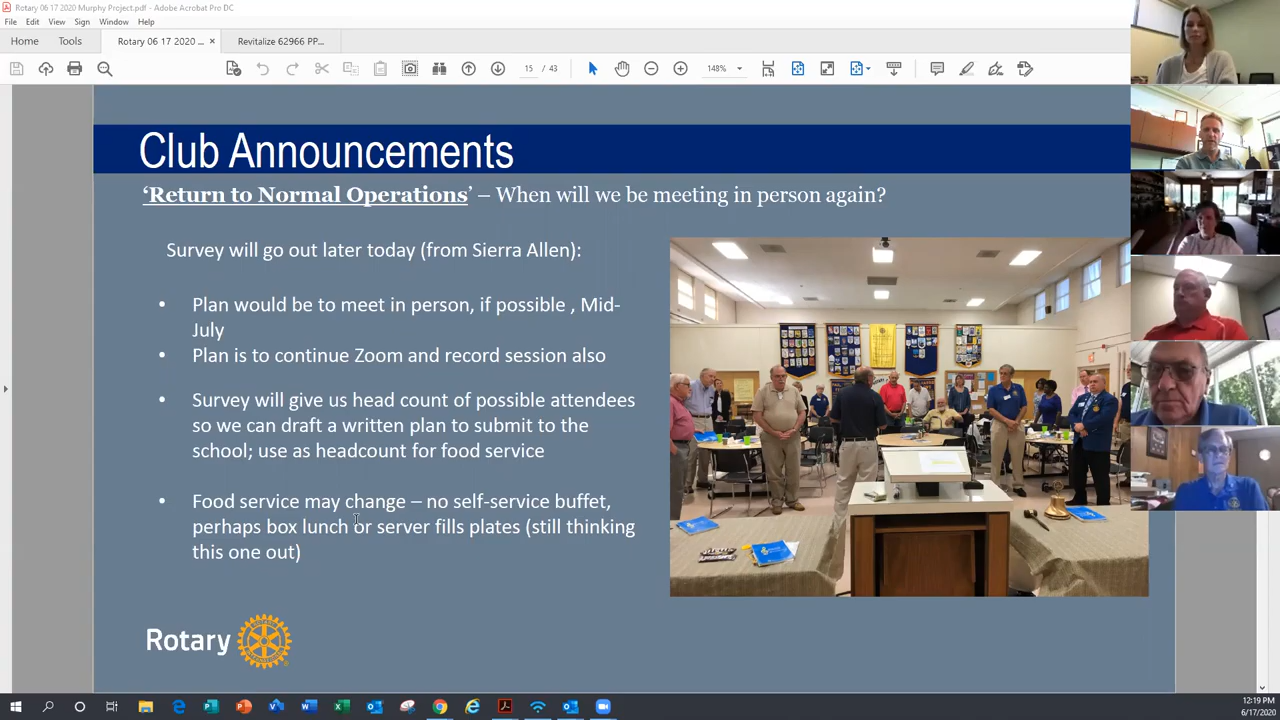 Rotary 06 17 2020 Murphy Project.pdf - Adobe Acrobat Pro DC
File Edit View Sign Window Help
Home Tools Rotary 06 17 2020 ... × Revitalize 62966 PP...
15 / 43 148%
Club Announcements
‘Return to Normal Operations’ – When will we be meeting in person again?
Survey will go out later today (from Sierra Allen):
• Plan would be to meet in person, if possible , Mid-
July
• Plan is to continue Zoom and record session also
• Survey will give us head count of possible attendees
so we can draft a written plan to submit to the
school; use as headcount for food service
• Food service may change – no self-service buffet,
perhaps box lunch or server fills plates (still thinking
this one out)
Rotary
12:19 PM
6/17/2020